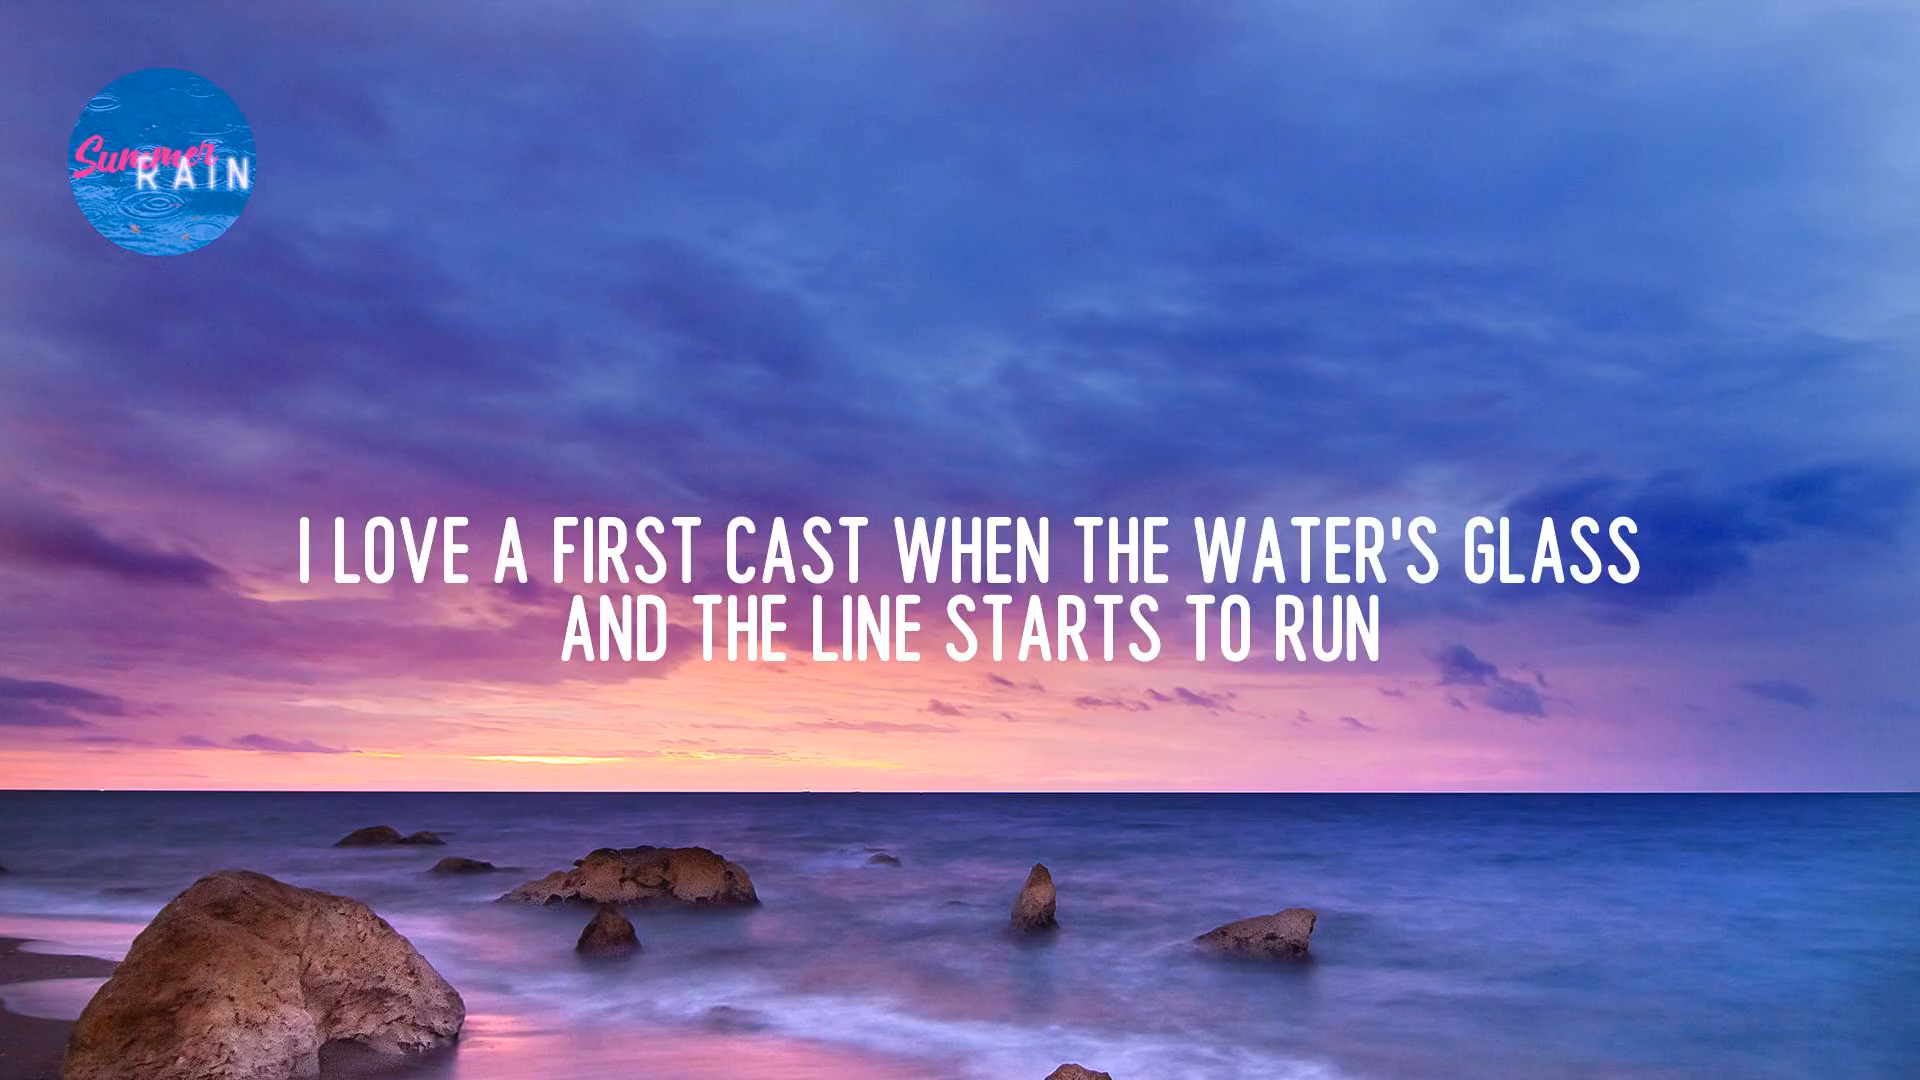 Summer
RAIN
I LOVE A FIRST CAST WHEN THE WATER'S GLASS
AND THE LINE STARTS TO RUN